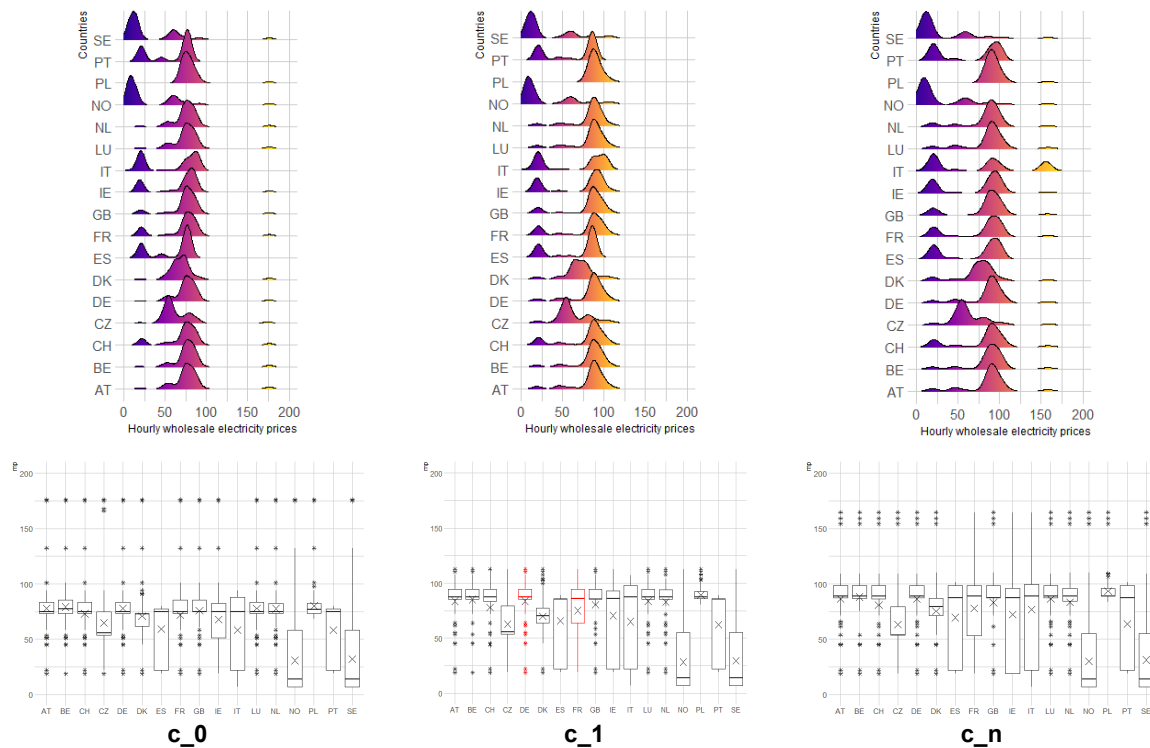 Countries
SE
PT
PL
NO
NL
LU
IT
IE
GB
FR
ES
DK
DE
CZ
CH
BE
AT
0 50 100 150 200
Hourly wholesale electricity prices
Countries
SE
PT
PL
NO
NL
LU
IT
IE
GB
FR
ES
DK
DE
CZ
CH
BE
AT
0 50 100 150 200
Hourly wholesale electricity prices
Countries
SE
PT
PL
NO
NL
LU
IT
IE
GB
FR
ES
DK
DE
CZ
CH
BE
AT
0 50 100 150 200
Hourly wholesale electricity prices
200
150
100
50
0
AT BE CH CZ DE DK ES FR GB IE IT LU NL NO PL PT SE
c_0
200
150
100
50
0
AT BE CH CZ DE DK ES FR GB IE IT LU NL NO PL PT SE
c_1
200
150
100
50
0
AT BE CH CZ DE DK ES FR GB IE IT LU NL NO PL PT SE
c_n